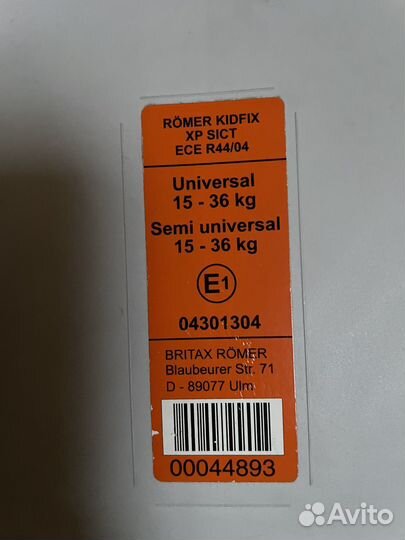 RÖMER KIDFIX
XP SICT
ECE R44/04
Universal
15 - 36 kg
Semi universal
15 - 36 kg
E1
04301304
BRITAX RÖMER
Blaubeurer Str. 71
D - 89077 Ulm
00044893
Avito